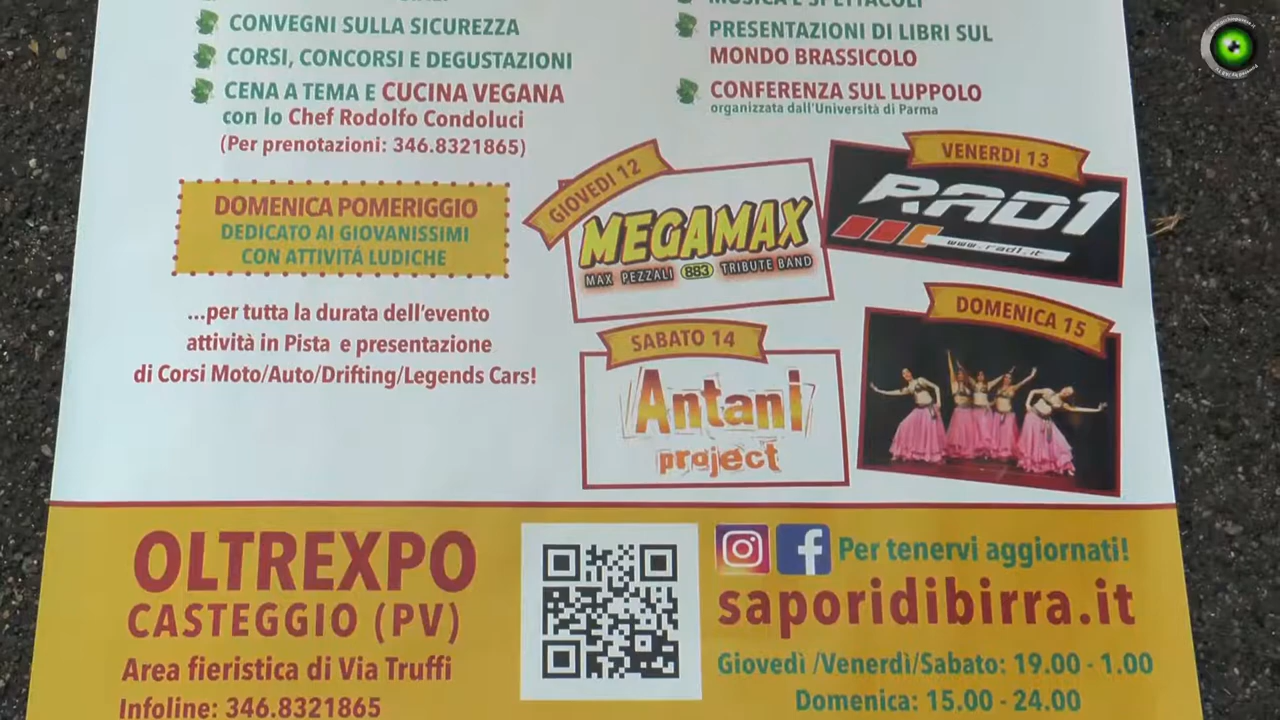 CONVEGNI SULLA SICUREZZA
CORSI, CONCORSI E DEGUSTAZIONI
CENA A TEMA E CUCINA VEGANA
con lo Chef Rodolfo Condoluci
(Per prenotazioni: 346.8321865)
MUSICA E SPETTACOLI
PRESENTAZIONI DI LIBRI SUL
MONDO BRASSICOLO
CONFERENZA SUL LUPPOLO
organizzata dall'Università di Parma
DOMENICA POMERIGGIO
DEDICATO AI GIOVANISSIMI
CON ATTIVITÁ LUDICHE
...per tutta la durata dell'evento
attività in Pista e presentazione
di Corsi Moto/Auto/Drifting/Legends Cars!
GIOVEDI 12
MEGAMAX
MAX PEZZALI 883 TRIBUTE BAND
VENERDI 13
RAD1
www.rad1.it
SABATO 14
Antani
project
DOMENICA 15
OLTREXPO
CASTEGGIO (PV)
Area fieristica di Via Truffi
Infoline: 346.8321865
Per tenervi aggiornati!
saporidibirra.it
Giovedì /Venerdì/Sabato: 19.00 - 1.00
Domenica: 15.00 - 24.00